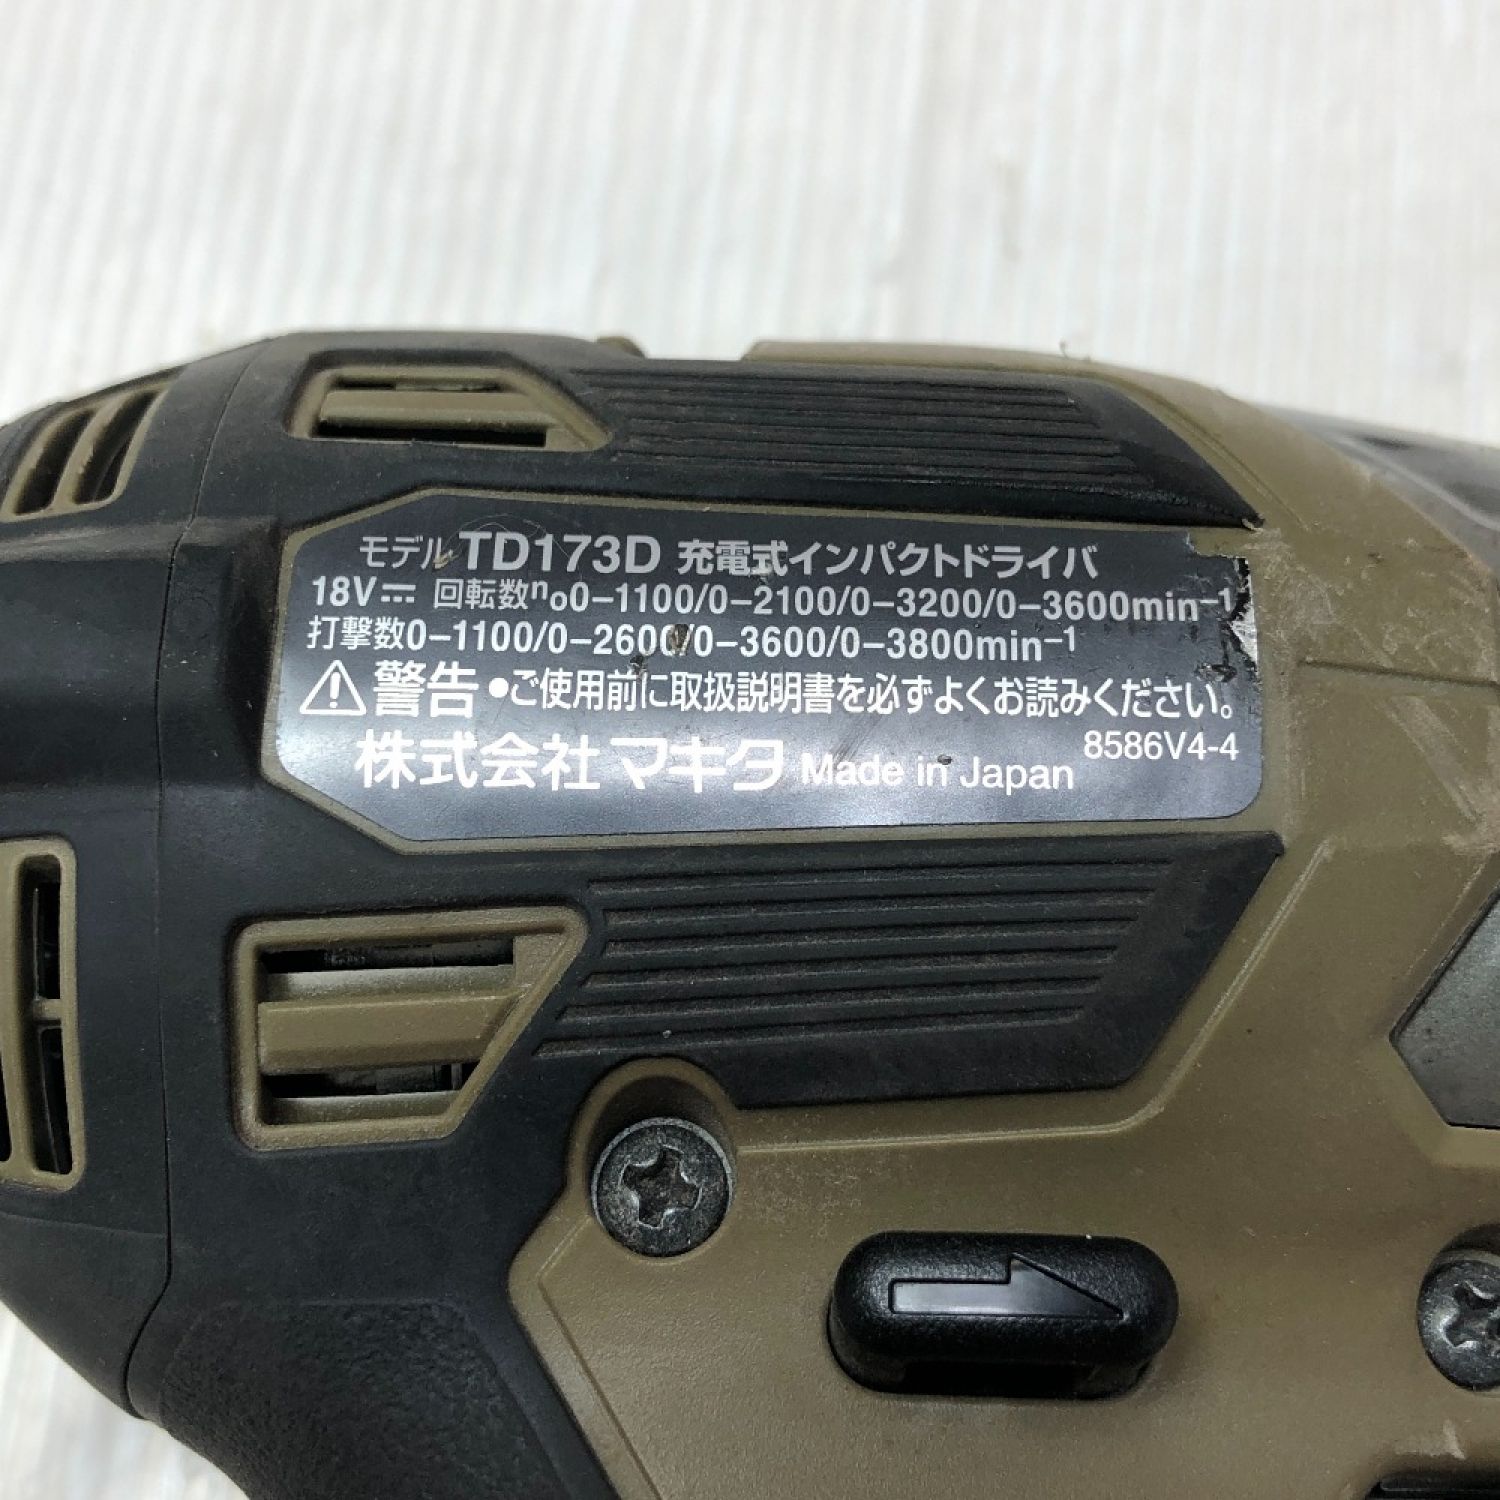 モデル TD173D 充電式インパクトドライバ
18V⎓ 回転数n₀0-1100/0-2100/0-3200/0-3600min⁻¹
打撃数0-1100/0-2600/0-3600/0-3800min⁻¹
⚠警告 ●ご使用前に取扱説明書を必ずよくお読みください。
株式会社マキタ Made in Japan 8586V4-4